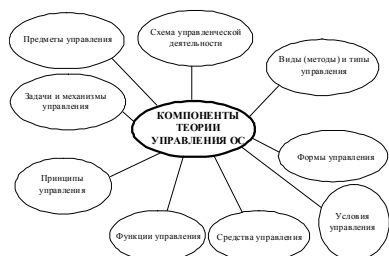 Схема управленческой
деятельности
Предметы управления
Виды (методы) и типы
управления
Задачи и механизмы
управления
КОМПОНЕНТЫ
ТЕОРИИ
УПРАВЛЕНИЯ ОС
Формы управления
Принципы
управления
Условия
управления
Функции управления
Средства управления